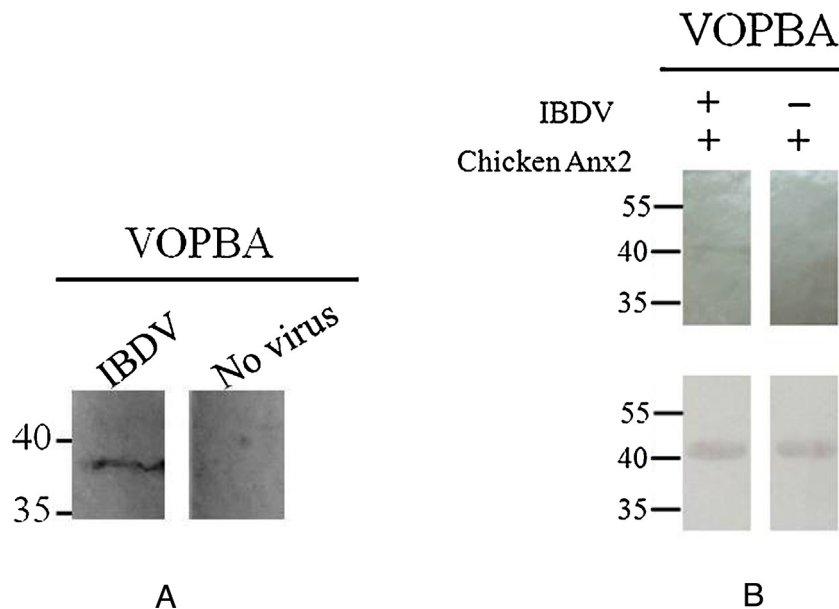 VOPBA
IBDV
No virus
40
35
A
VOPBA
IBDV + −
Chicken Anx2 + +
55
40
35
55
40
35
B